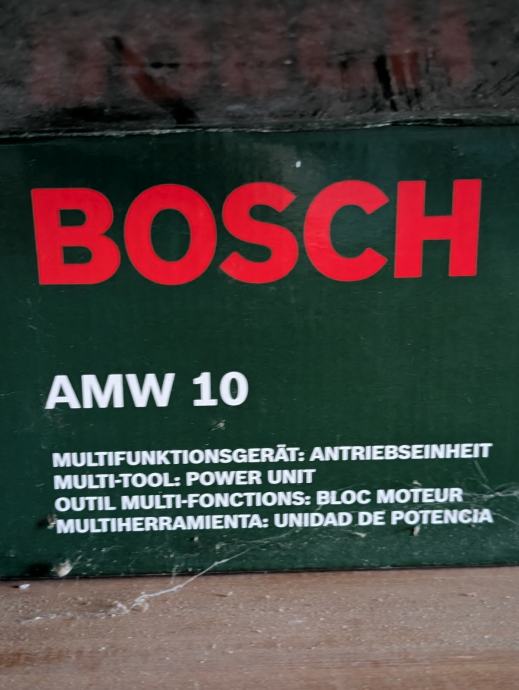 BOSCH
AMW 10
MULTIFUNKTIONSGERÄT: ANTRIEBSEINHEIT
MULTI-TOOL: POWER UNIT
OUTIL MULTI-FONCTIONS: BLOC MOTEUR
MULTIHERRAMIENTA: UNIDAD DE POTENCIA